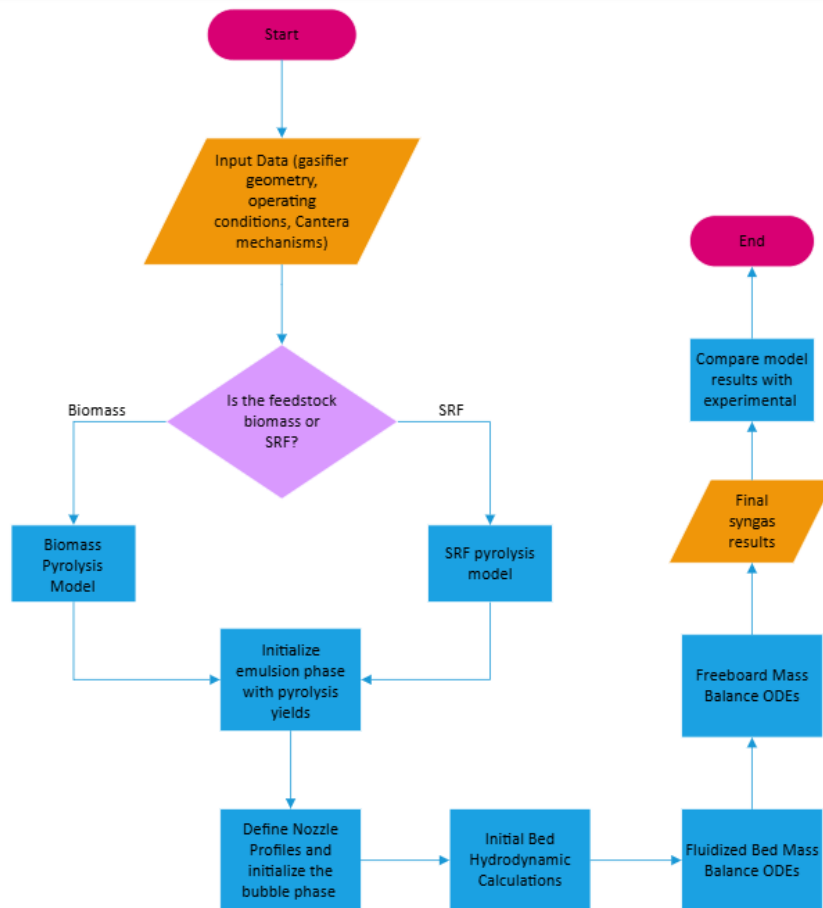 Start
Input Data (gasifier
geometry,
operating
conditions, Cantera
mechanisms)
Is the feedstock
biomass or
SRF?
Biomass
SRF
Biomass
Pyrolysis
Model
SRF pyrolysis
model
Initialize
emulsion phase
with pyrolysis
yields
Define Nozzle
Profiles and
initialize the
bubble phase
Initial Bed
Hydrodynamic
Calculations
Fluidized Bed Mass
Balance ODEs
Freeboard Mass
Balance ODEs
Final
syngas
results
Compare model
results with
experimental
End